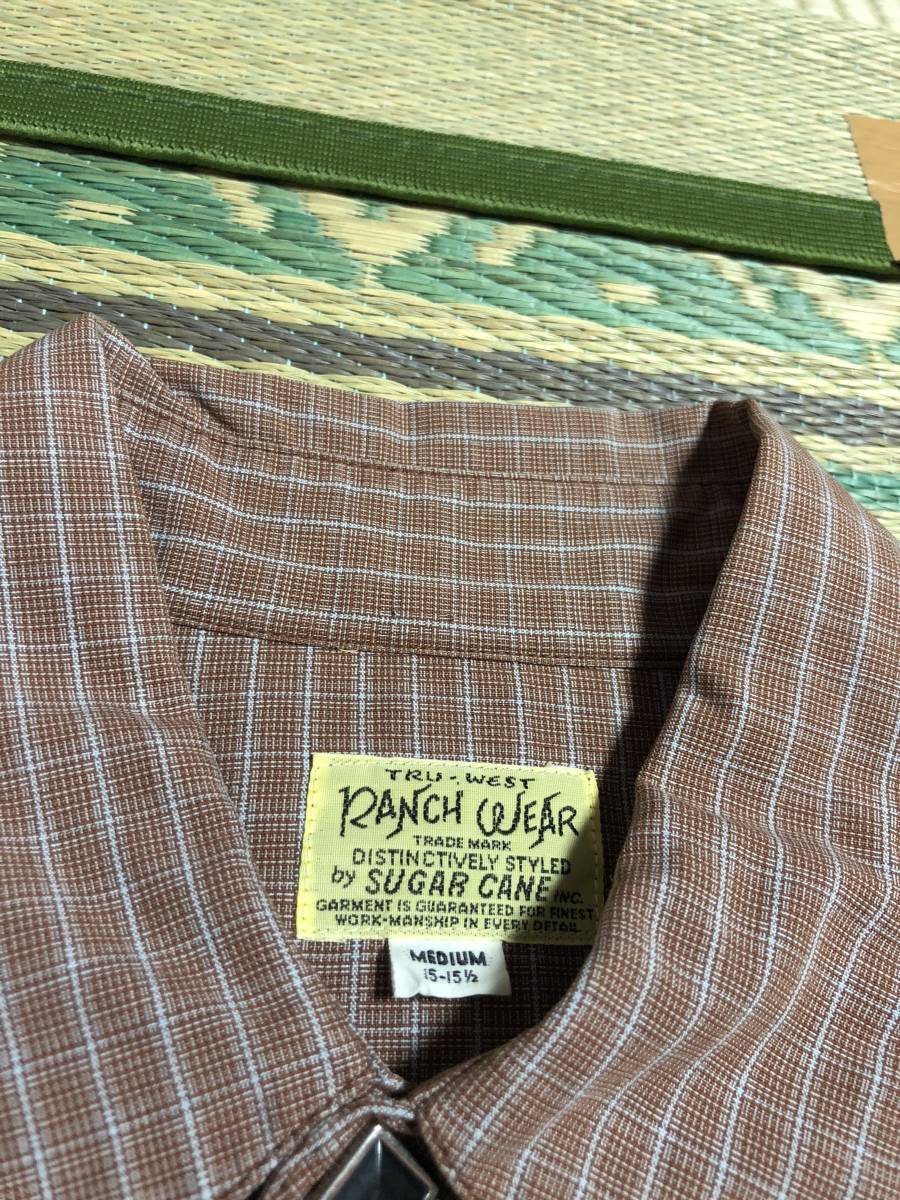 TRU-WEST
RANCH WEAR
TRADE MARK
DISTINCTIVELY STYLED
by SUGAR CANE INC.
GARMENT IS GUARANTEED FOR FINEST
WORK-MANSHIP IN EVERY DETAIL
MEDIUM
15-15½